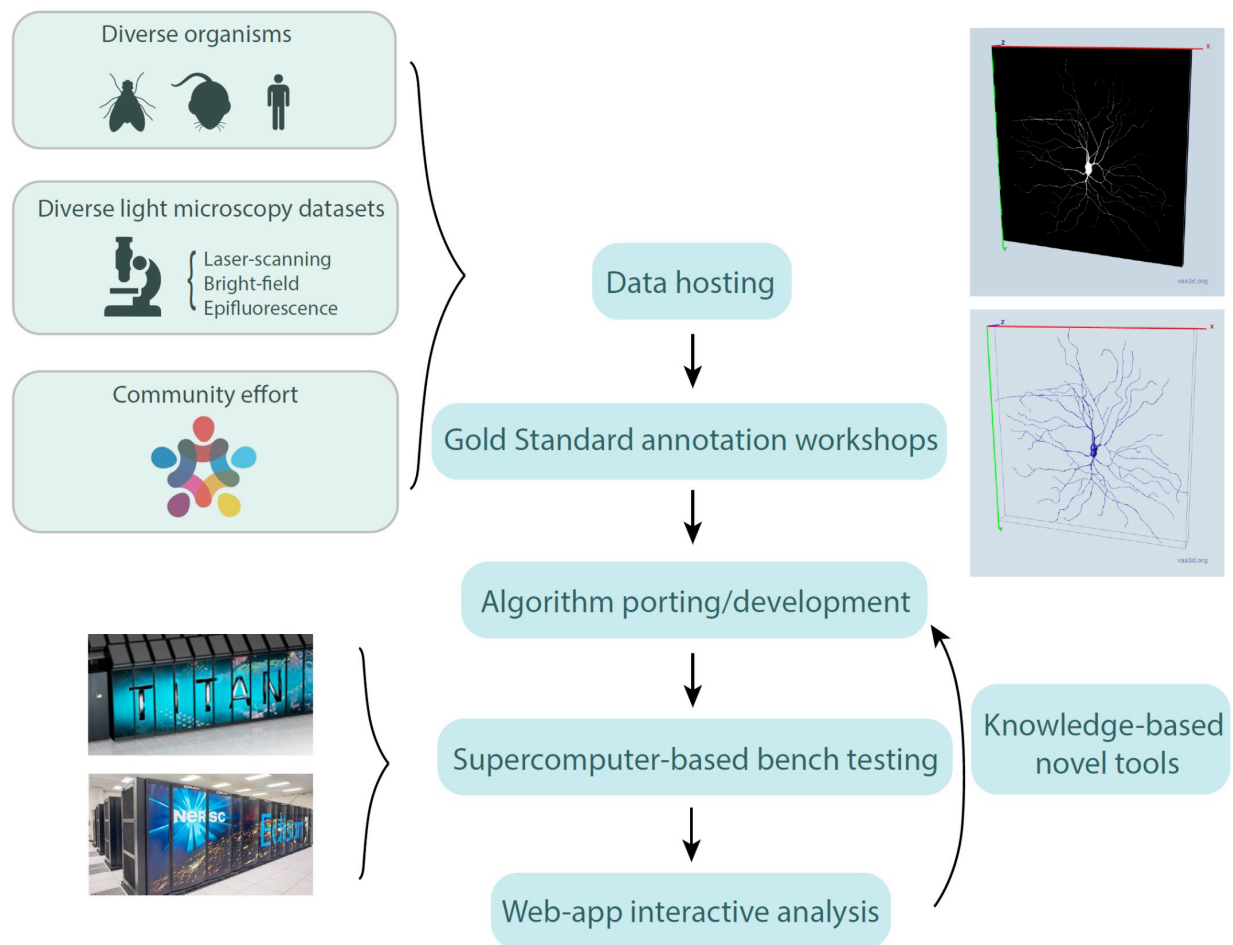 Diverse organisms
Diverse light microscopy datasets
Laser-scanning
Bright-field
Epifluorescence
Community effort
Data hosting
Gold Standard annotation workshops
Algorithm porting/development
Supercomputer-based bench testing
Web-app interactive analysis
Knowledge-based
novel tools
TITAN
NERSC
Edison
Z
X
Y
vaa3d.org
Z
X
Y
vaa3d.org